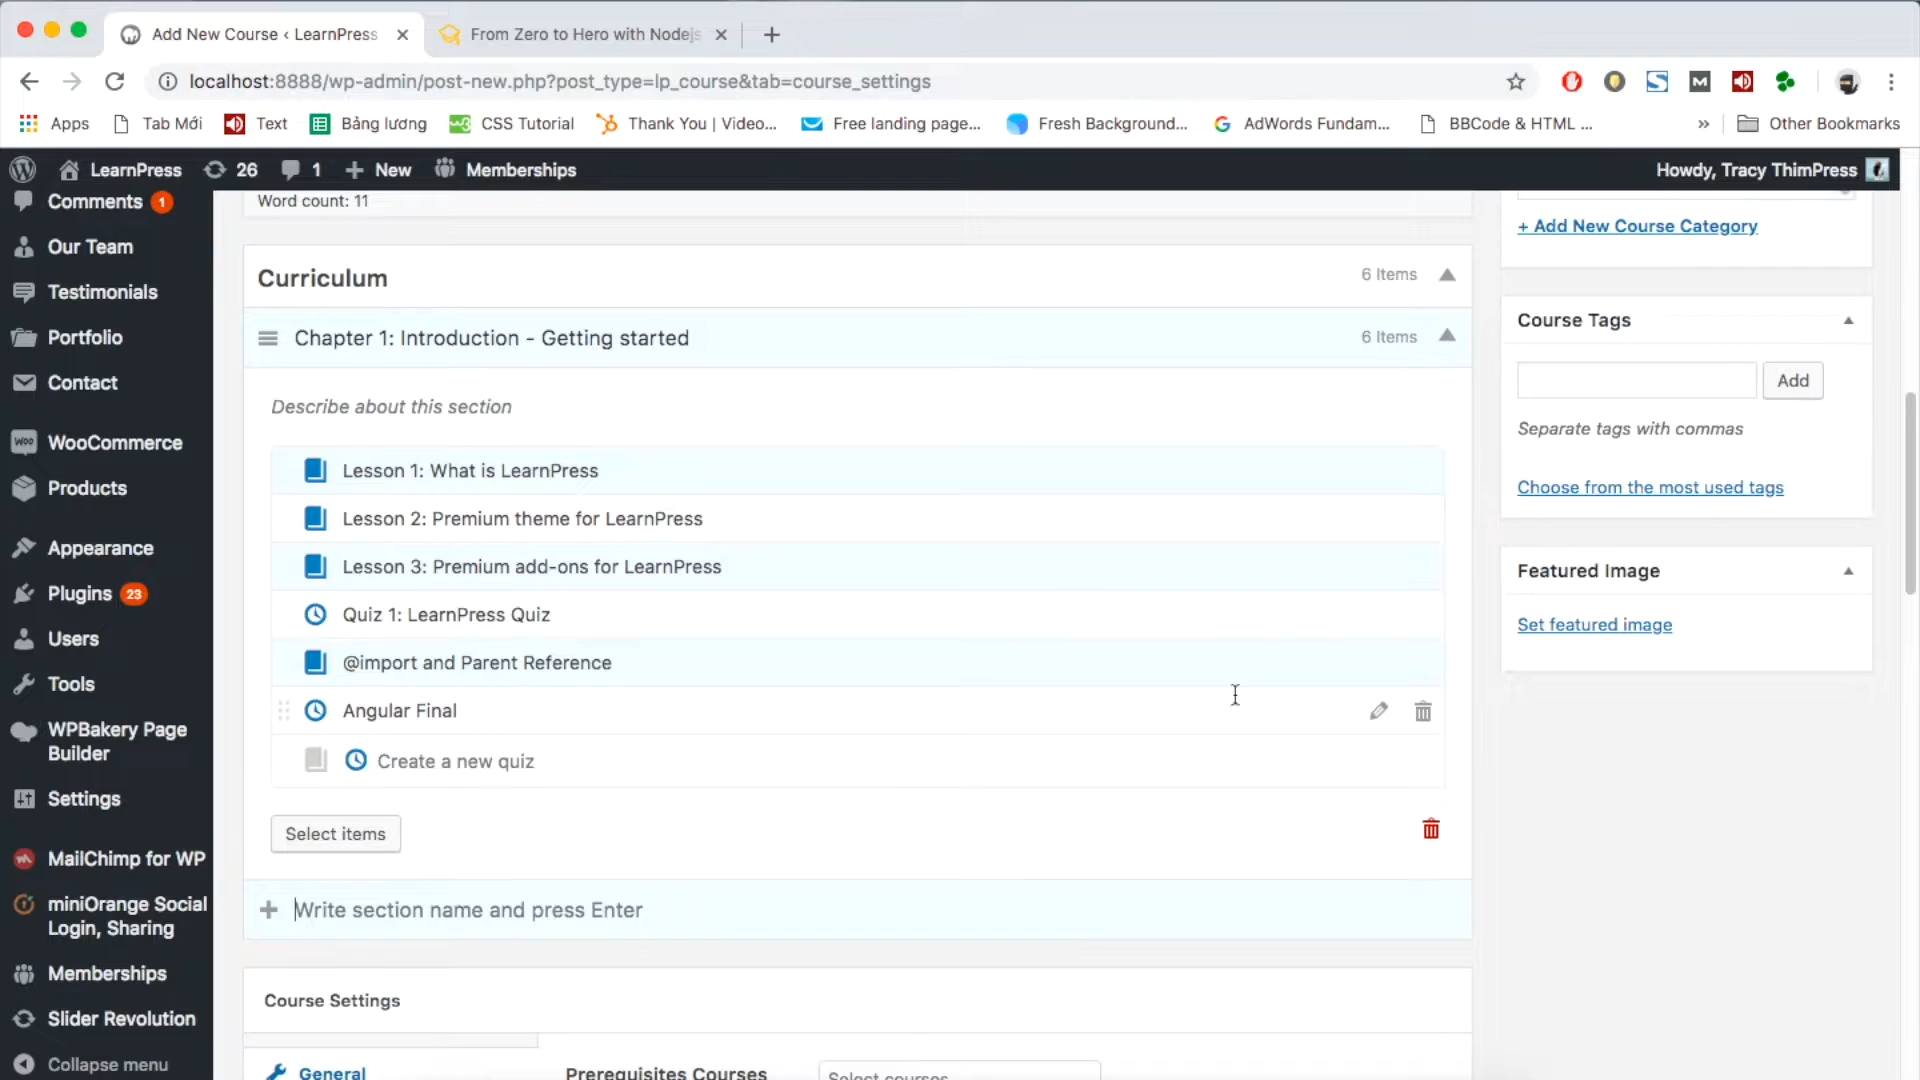 Add New Course ‹ LearnPress
From Zero to Hero with Nodejs
localhost:8888/wp-admin/post-new.php?post_type=lp_course&tab=course_settings
Apps
Tab Mới
Text
Bảng lương
CSS Tutorial
Thank You | Video...
Free landing page...
Fresh Background...
AdWords Fundam...
BBCode & HTML ...
»
Other Bookmarks
LearnPress
26
1
New
Memberships
Howdy, Tracy ThimPress
Comments 1
Our Team
Testimonials
Portfolio
Contact
WooCommerce
Products
Appearance
Plugins 23
Users
Tools
WPBakery Page
Builder
Settings
MailChimp for WP
miniOrange Social
Login, Sharing
Memberships
Slider Revolution
Collapse menu
Word count: 11
Curriculum
6 Items
Chapter 1: Introduction - Getting started
6 Items
Describe about this section
Lesson 1: What is LearnPress
Lesson 2: Premium theme for LearnPress
Lesson 3: Premium add-ons for LearnPress
Quiz 1: LearnPress Quiz
@import and Parent Reference
Angular Final
Create a new quiz
Select items
Write section name and press Enter
Course Settings
General
Prerequisites Courses
Select courses
+ Add New Course Category
Course Tags
Add
Separate tags with commas
Choose from the most used tags
Featured Image
Set featured image